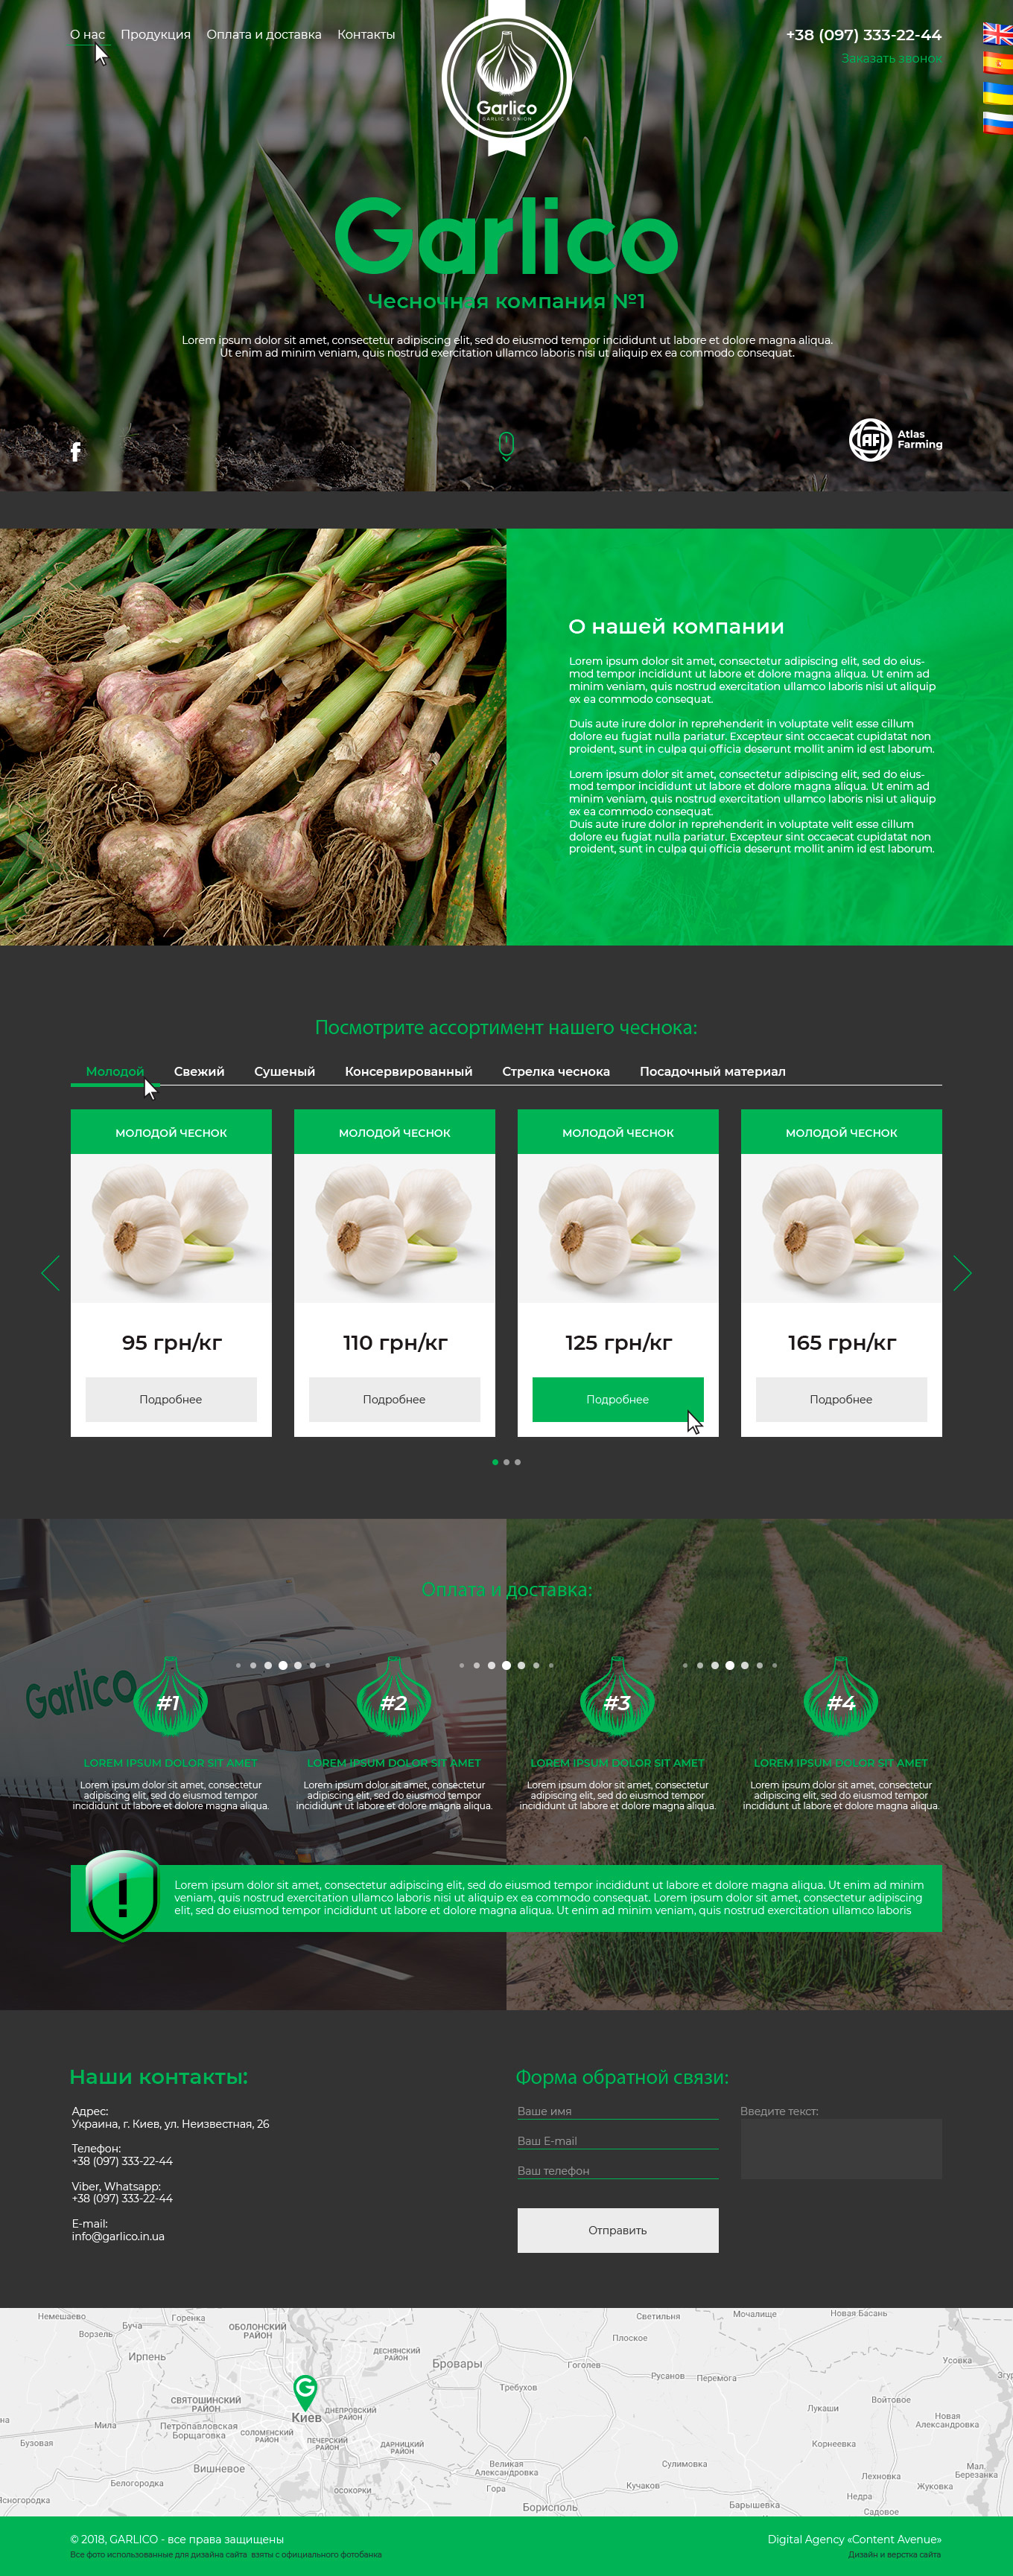 О нас Продукция Оплата и доставка Контакты
+38 (097) 333-22-44
Заказать звонок
Garlico
GARLIC & ONION
Garlico
Чесночная компания №1
Lorem ipsum dolor sit amet, consectetur adipiscing elit, sed do eiusmod tempor incididunt ut labore et dolore magna aliqua.
Ut enim ad minim veniam, quis nostrud exercitation ullamco laboris nisi ut aliquip ex ea commodo consequat.
f
AF
Atlas
Farming
О нашей компании
Lorem ipsum dolor sit amet, consectetur adipiscing elit, sed do eius-
mod tempor incididunt ut labore et dolore magna aliqua. Ut enim ad
minim veniam, quis nostrud exercitation ullamco laboris nisi ut aliquip
ex ea commodo consequat.
Duis aute irure dolor in reprehenderit in voluptate velit esse cillum
dolore eu fugiat nulla pariatur. Excepteur sint occaecat cupidatat non
proident, sunt in culpa qui officia deserunt mollit anim id est laborum.
Lorem ipsum dolor sit amet, consectetur adipiscing elit, sed do eius-
mod tempor incididunt ut labore et dolore magna aliqua. Ut enim ad
minim veniam, quis nostrud exercitation ullamco laboris nisi ut aliquip
ex ea commodo consequat.
Duis aute irure dolor in reprehenderit in voluptate velit esse cillum
dolore eu fugiat nulla pariatur. Excepteur sint occaecat cupidatat non
proident, sunt in culpa qui officia deserunt mollit anim id est laborum.
Посмотрите ассортимент нашего чеснока:
Молодой Свежий Сушеный Консервированный Стрелка чеснока Посадочный материал
МОЛОДОЙ ЧЕСНОК МОЛОДОЙ ЧЕСНОК МОЛОДОЙ ЧЕСНОК МОЛОДОЙ ЧЕСНОК
95 грн/кг 110 грн/кг 125 грн/кг 165 грн/кг
Подробнее Подробнее Подробнее Подробнее
Оплата и доставка:
Garlico
#1 #2 #3 #4
LOREM IPSUM DOLOR SIT AMET
Lorem ipsum dolor sit amet, consectetur
adipiscing elit, sed do eiusmod tempor
incididunt ut labore et dolore magna aliqua.
LOREM IPSUM DOLOR SIT AMET
Lorem ipsum dolor sit amet, consectetur
adipiscing elit, sed do eiusmod tempor
incididunt ut labore et dolore magna aliqua.
LOREM IPSUM DOLOR SIT AMET
Lorem ipsum dolor sit amet, consectetur
adipiscing elit, sed do eiusmod tempor
incididunt ut labore et dolore magna aliqua.
LOREM IPSUM DOLOR SIT AMET
Lorem ipsum dolor sit amet, consectetur
adipiscing elit, sed do eiusmod tempor
incididunt ut labore et dolore magna aliqua.
!
Lorem ipsum dolor sit amet, consectetur adipiscing elit, sed do eiusmod tempor incididunt ut labore et dolore magna aliqua. Ut enim ad minim
veniam, quis nostrud exercitation ullamco laboris nisi ut aliquip ex ea commodo consequat. Lorem ipsum dolor sit amet, consectetur adipiscing
elit, sed do eiusmod tempor incididunt ut labore et dolore magna aliqua. Ut enim ad minim veniam, quis nostrud exercitation ullamco laboris
Наши контакты:
Адрес:
Украина, г. Киев, ул. Неизвестная, 26
Телефон:
+38 (097) 333-22-44
Viber, Whatsapp:
+38 (097) 333-22-44
E-mail:
info@garlico.in.ua
Форма обратной связи:
Ваше имя
Ваш E-mail
Ваш телефон
Введите текст:
Отправить
Немешаево
Буча
Горенка
Ворзель
ОБОЛОНСКИЙ
РАЙОН
Светильня
Мочалище
Новая Басань
Плоское
Ирпень
ДЕСНЯНСКИЙ
РАЙОН
Бровары
Гоголев
Русанов
Перемога
Усовка
Згур
Требухов
СВЯТОШИНСКИЙ
РАЙОН
G
Киев
ДНЕПРОВСКИЙ
РАЙОН
Войтовое
Лукаши
Новая
Александровка
на
Мила
Петропавловская
Борщаговка
СОЛОМЕНСКИЙ
РАЙОН
ПЕЧЕРСКИЙ
РАЙОН
ДАРНИЦКИЙ
РАЙОН
Бузовая
Корнеевка
Вишневое
Великая
Александровка
Сулимовка
Мал.
Березанка
Лехновка
Белогородка
ОСОКОРКИ
Гора
Кучаков
Жуковка
Недра
Ясногородка
Борисполь
Барышевка
Садовое
© 2018, GARLICO - все права защищены
Все фото использованные для дизайна сайта взяты с официального фотобанка
Digital Agency «Content Avenue»
Дизайн и верстка сайта